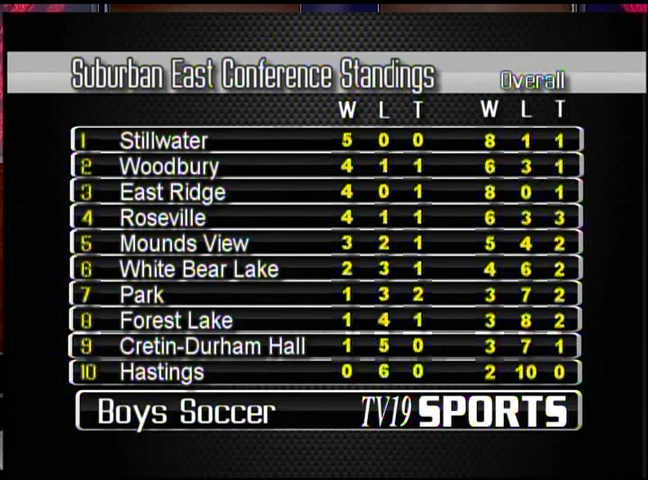 Suburban East Conference Standings Overall
W L T W L T
1 Stillwater 5 0 0 8 1 1
2 Woodbury 4 1 1 6 3 1
3 East Ridge 4 0 1 8 0 1
4 Roseville 4 1 1 6 3 3
5 Mounds View 3 2 1 5 4 2
6 White Bear Lake 2 3 1 4 6 2
7 Park 1 3 2 3 7 2
8 Forest Lake 1 4 1 3 8 2
9 Cretin-Durham Hall 1 5 0 3 7 1
10 Hastings 0 6 0 2 10 0
Boys Soccer TV19 SPORTS